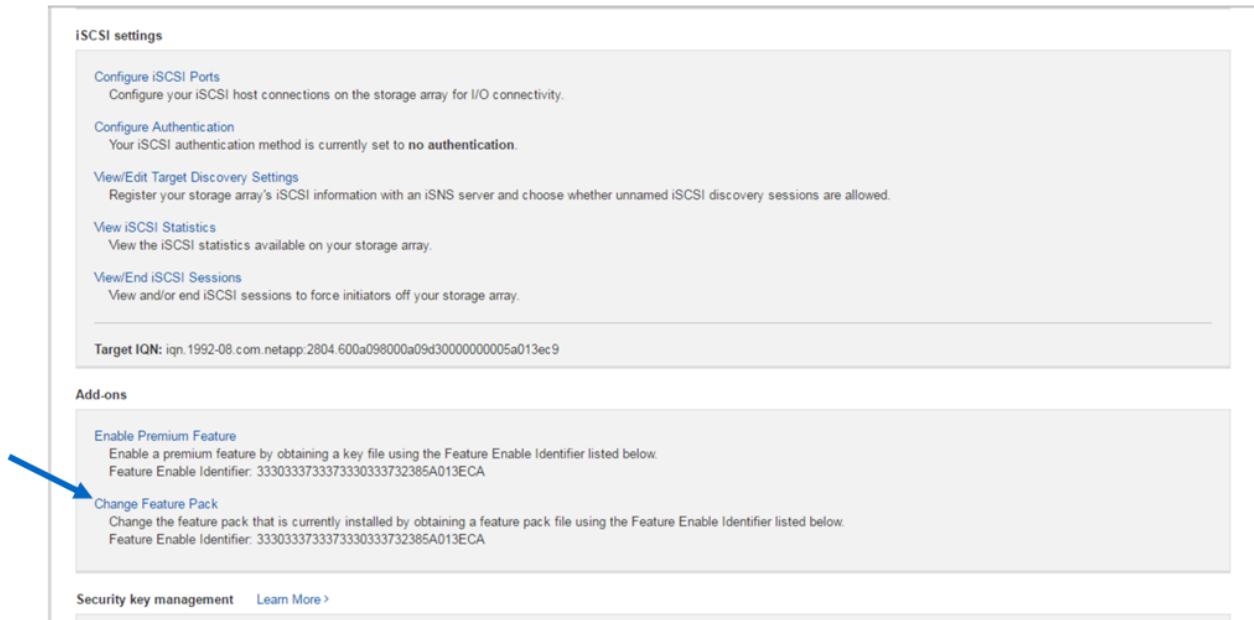 iSCSI settings
Configure iSCSI Ports
Configure your iSCSI host connections on the storage array for I/O connectivity.
Configure Authentication
Your iSCSI authentication method is currently set to no authentication.
View/Edit Target Discovery Settings
Register your storage array's iSCSI information with an iSNS server and choose whether unnamed iSCSI discovery sessions are allowed.
View iSCSI Statistics
View the iSCSI statistics available on your storage array.
View/End iSCSI Sessions
View and/or end iSCSI sessions to force initiators off your storage array.
Target IQN: iqn.1992-08.com.netapp:2804.600a098000a09d30000000005a013ec9
Add-ons
Enable Premium Feature
Enable a premium feature by obtaining a key file using the Feature Enable Identifier listed below.
Feature Enable Identifier: 3330333733373330333732385A013ECA
Change Feature Pack
Change the feature pack that is currently installed by obtaining a feature pack file using the Feature Enable Identifier listed below.
Feature Enable Identifier: 3330333733373330333732385A013ECA
Security key management Learn More >